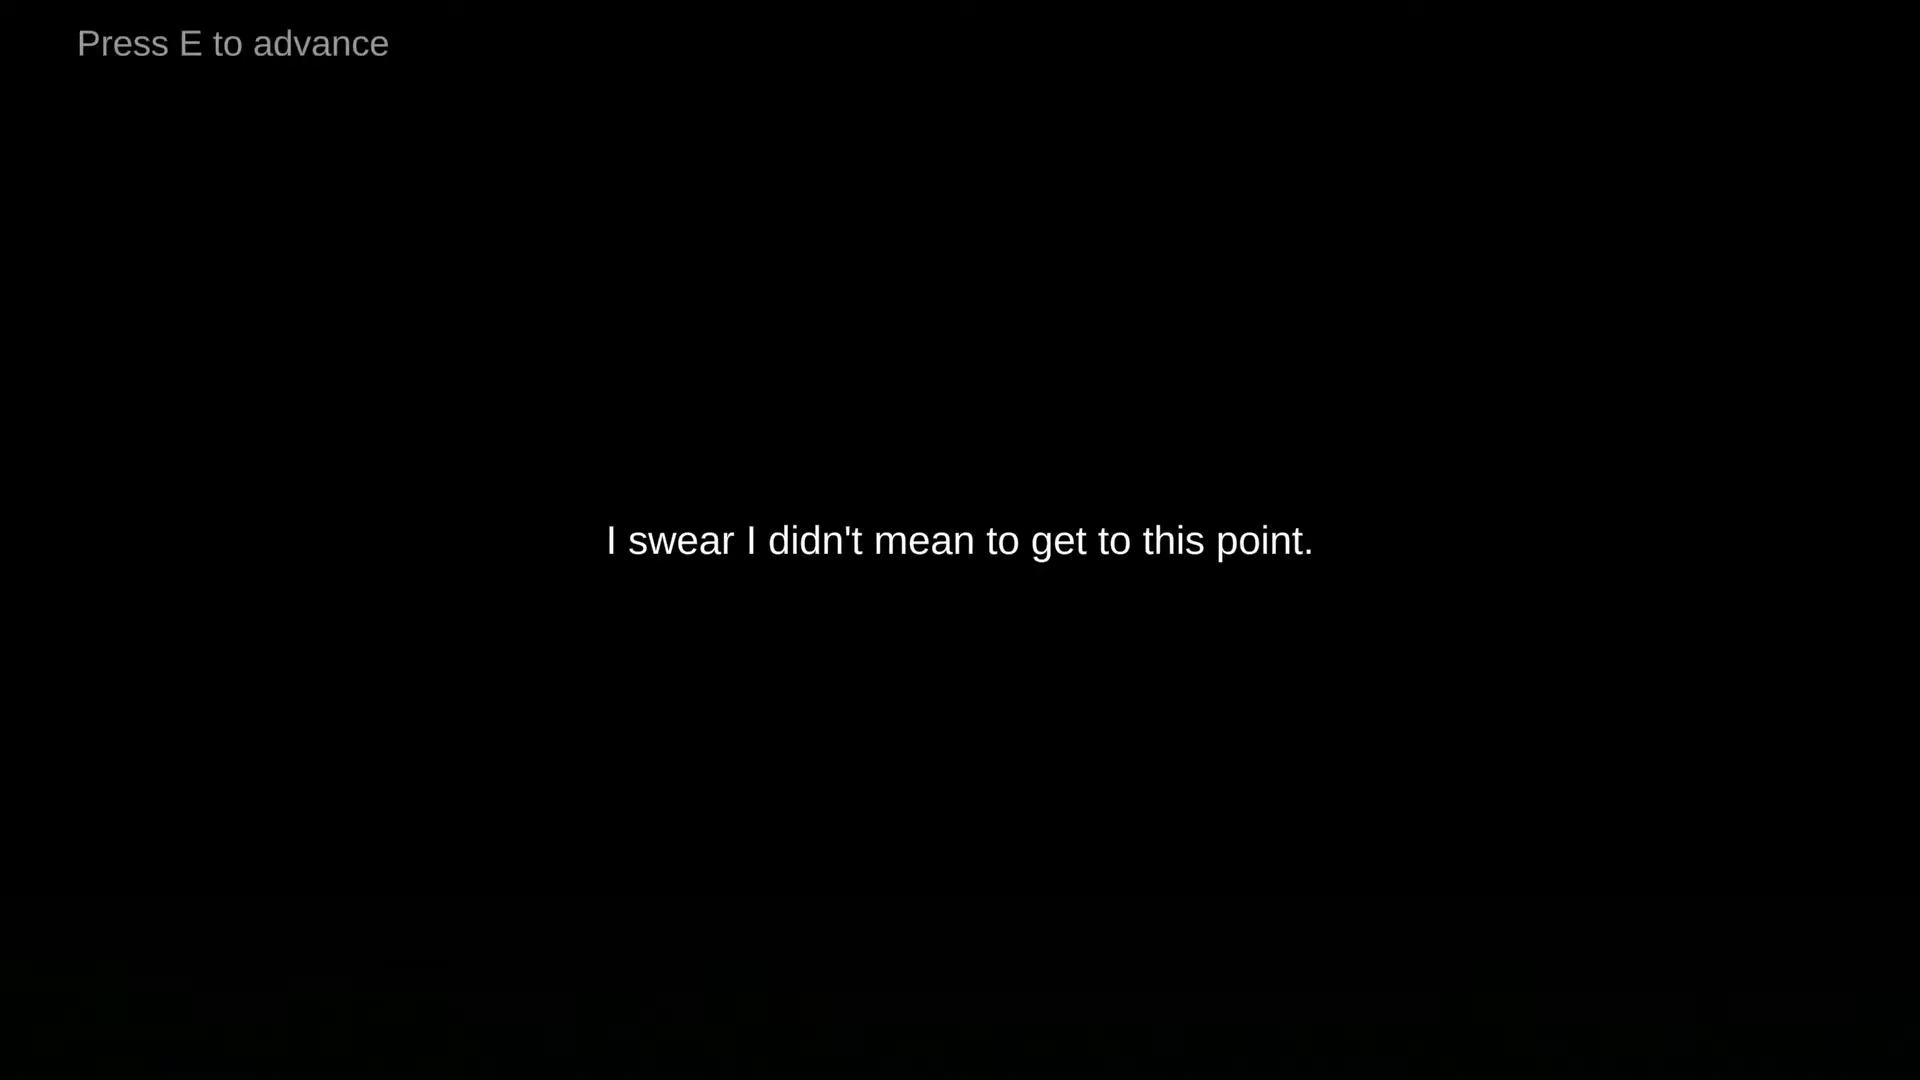 Press E to advance
I swear I didn't mean to get to this point.